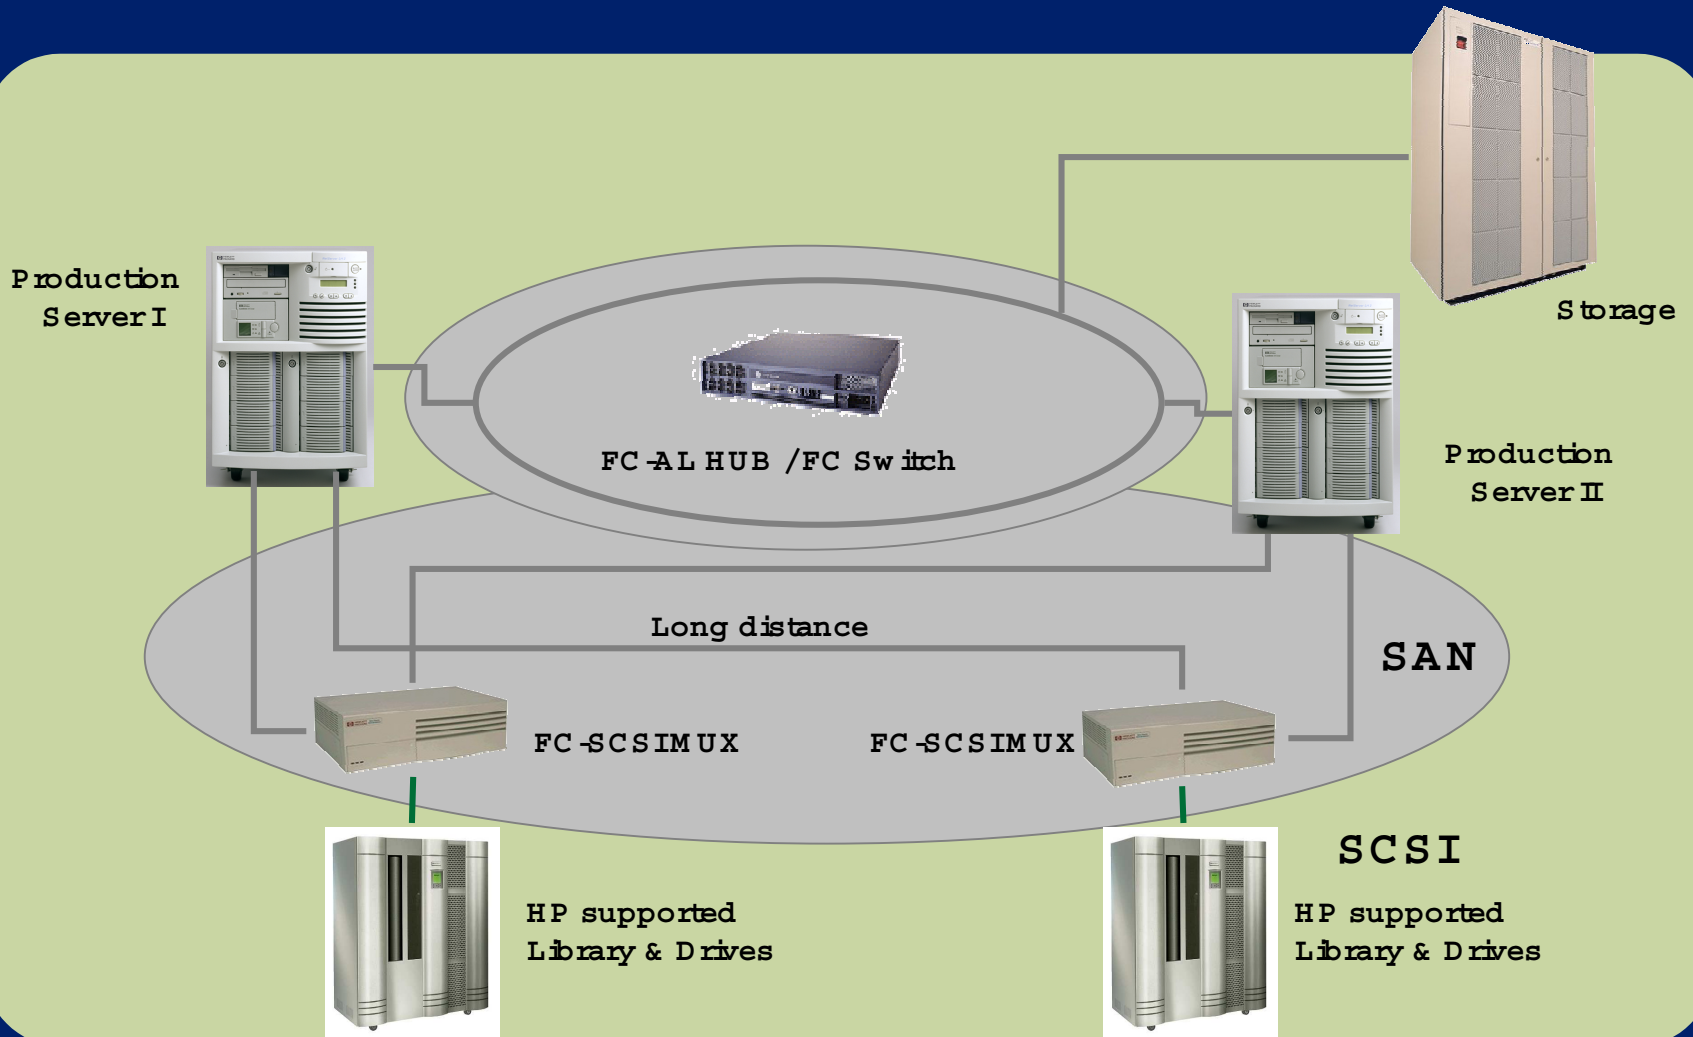 Production
Server I
Storage
FC-AL HUB / FC Switch
Production
Server II
Long distance
SAN
FC-SCSI MUX
FC-SCSI MUX
SCSI
HP supported
Library & Drives
HP supported
Library & Drives